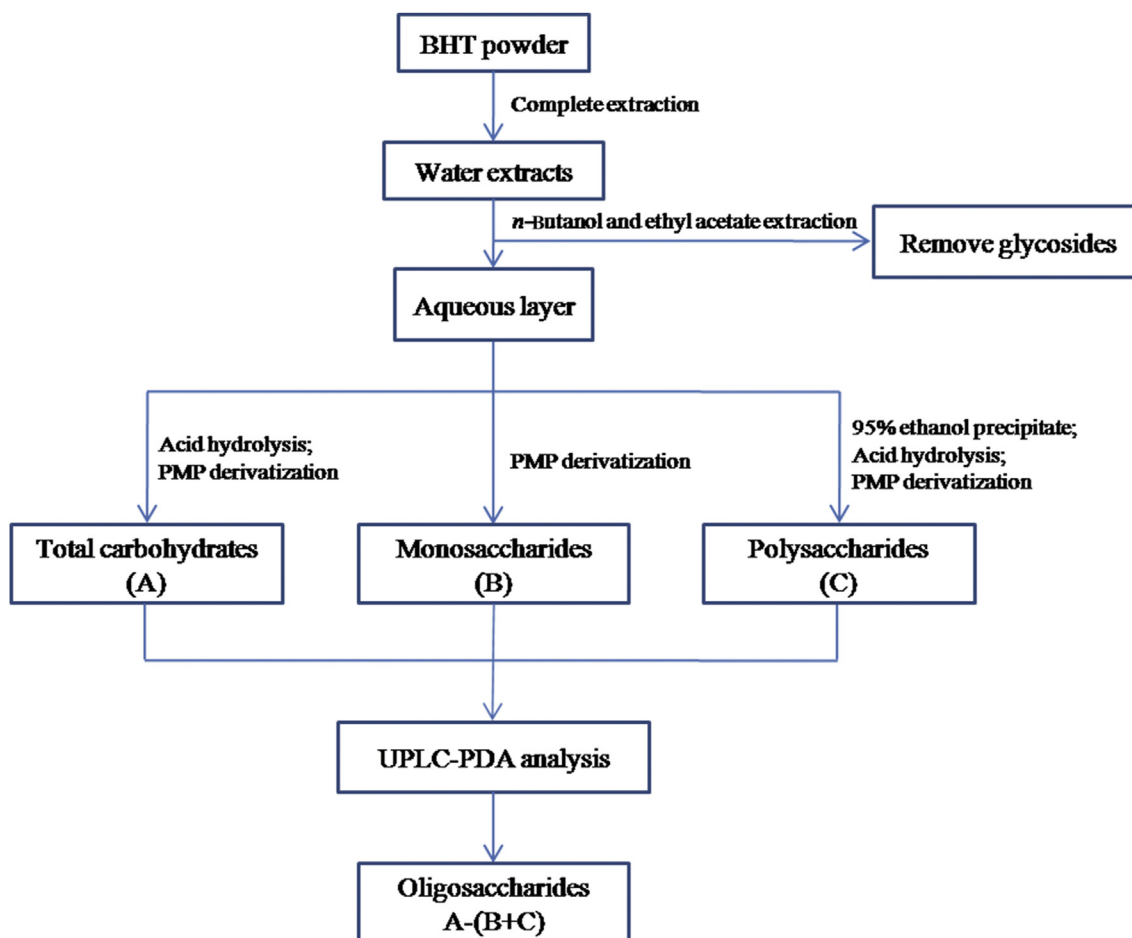 BHT powder
Complete extraction
Water extracts
n-Butanol and ethyl acetate extraction
Remove glycosides
Aqueous layer
Acid hydrolysis;
PMP derivatization
PMP derivatization
95% ethanol precipitate;
Acid hydrolysis;
PMP derivatization
Total carbohydrates
(A)
Monosaccharides
(B)
Polysaccharides
(C)
UPLC-PDA analysis
Oligosaccharides
A-(B+C)